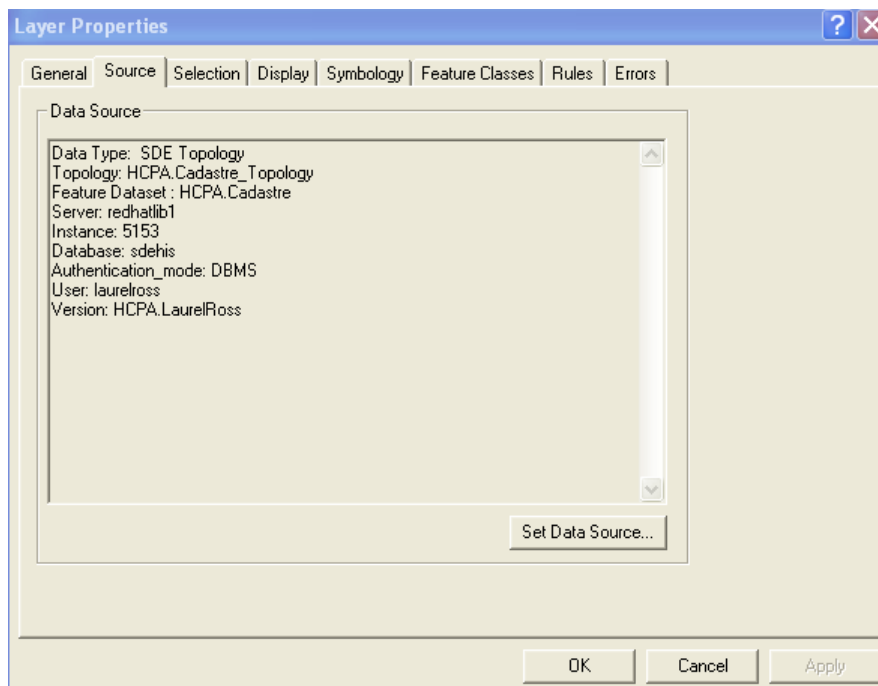 Layer Properties
General Source Selection Display Symbology Feature Classes Rules Errors
Data Source
Data Type: SDE Topology
Topology: HCPA.Cadastre_Topology
Feature Dataset : HCPA.Cadastre
Server: redhatlib1
Instance: 5153
Database: sdehis
Authentication_mode: DBMS
User: laurelross
Version: HCPA.LaurelRoss
Set Data Source...
OK Cancel Apply